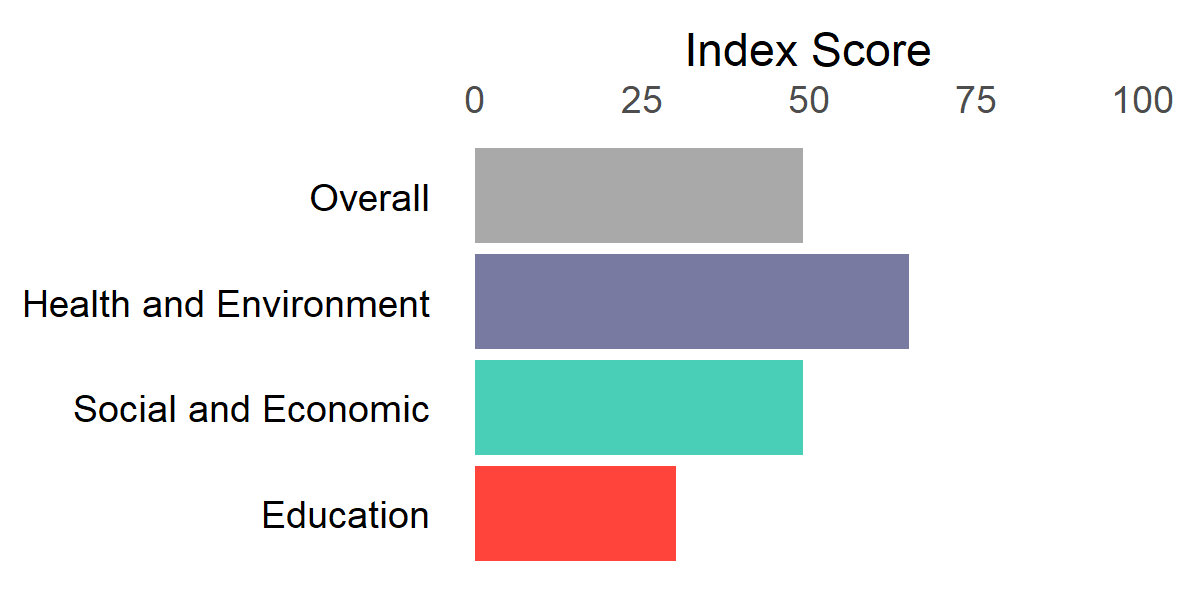 Index Score
0 25 50 75 100
Overall
Health and Environment
Social and Economic
Education